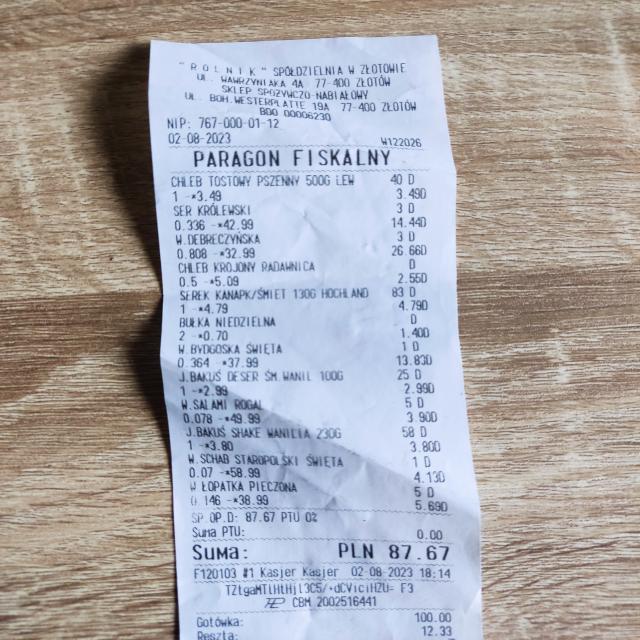 "ROLNIK" SPÓŁDZIELNIA W ZŁOTOWIE
UL. WAWRZYNIAKA 4A 77-400 ZŁOTÓW
SKLEP SPOŻYWCZO-NABIAŁOWY
UL. BOH.WESTERPLATTE 19A 77-400 ZŁOTÓW
BDO 00006230
NIP: 767-000-01-12
02-08-2023 W122026
PARAGON FISKALNY
CHLEB TOSTOWY PSZENNY 500G LEW 40 D
1 -*3.49 3.49D
SER KRÓLEWSKI 3 D
0.336 -*42.99 14.44D
W.DEBRECZYŃSKA 3 D
0.808 -*32.99 26.66D
CHLEB KROJONY RADAWNICA D
0.5 -*5.09 2.55D
SEREK KANAPK/ŚMIET 130G HOCHLAND 83 D
1 -*4.79 4.79D
BUŁKA NIEDZIELNA D
2 -*0.70 1.40D
W.BYDGOSKA ŚWIĘTA 1 D
0.364 -*37.99 13.83D
J.BAKUŚ DESER ŚM.WANIL 100G 25 D
1 -*2.99 2.99D
W.SALAMI ROGAL 5 D
0.078 -*49.99 3.90D
J.BAKUŚ SHAKE WANILIA 230G 58 D
1 -*3.80 3.80D
W.SCHAB STAROPOLSKI ŚWIĘTA 1 D
0.07 -*58.99 4.13D
W ŁOPATKA PIECZONA 5 D
0.146 -*38.99 5.69D
SP.OP.D: 87.67 PTU 0%
Suma PTU: 0.00
Suma: PLN 87.67
F120103 #1 Kasjer Kasjer 02-08-2023 18:14
CBM 2002516441
Gotówka: 100.00
Reszta: 12.33